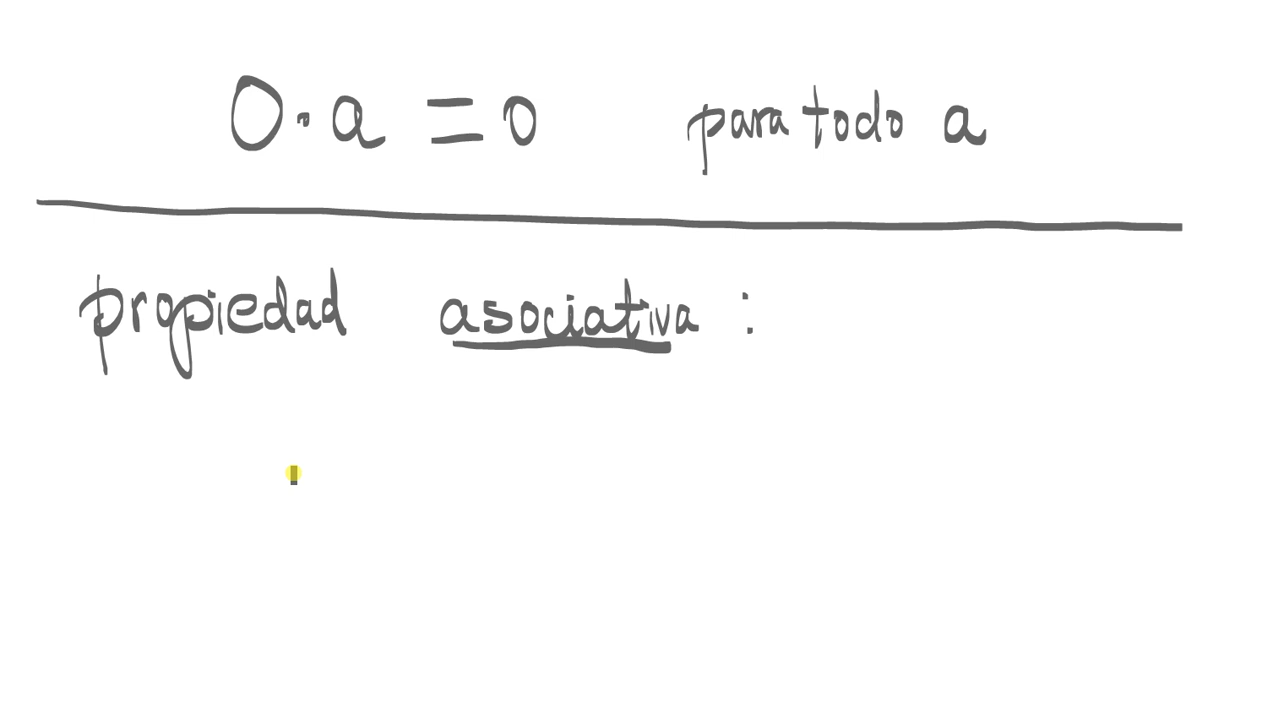 0 · a = 0 para todo a
propiedad asociativa :